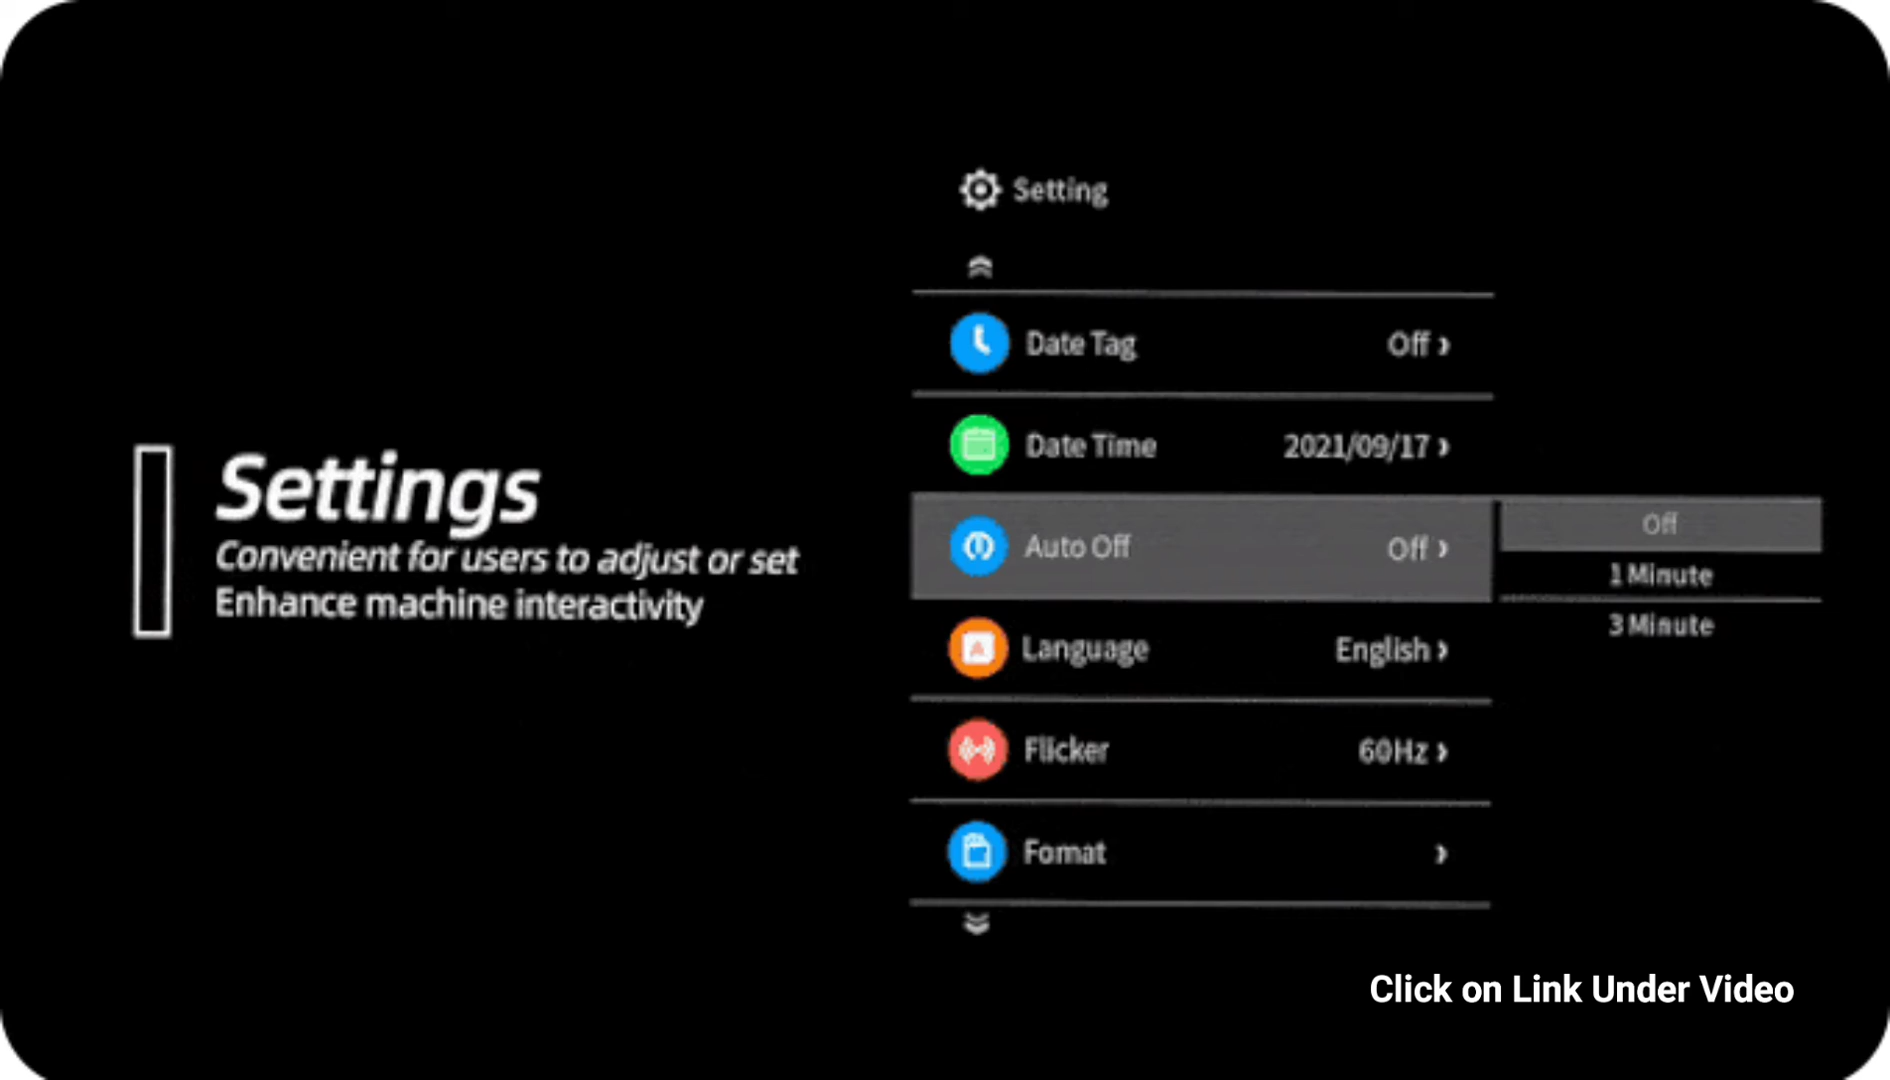 Settings
Convenient for users to adjust or set
Enhance machine interactivity
Setting
Date Tag Off
Date Time 2021/09/17
Auto Off Off
Off
1 Minute
3 Minute
Language English
Flicker 60Hz
Fomat
Click on Link Under Video